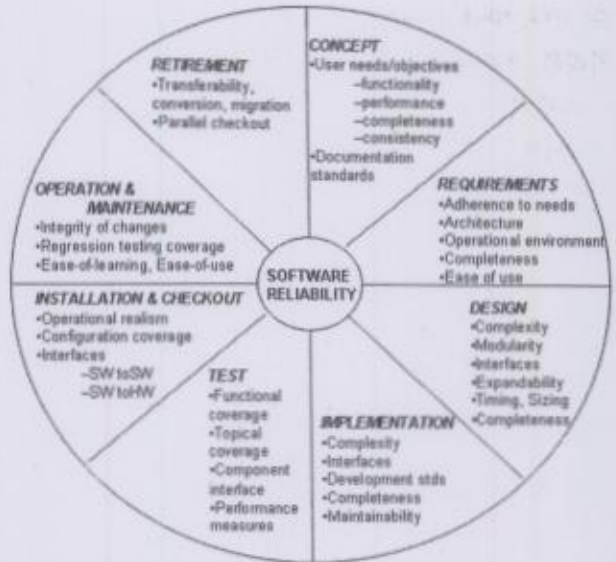 CONCEPT
•User needs/objectives
–functionality
–performance
–completeness
–consistency
•Documentation
standards
REQUIREMENTS
•Adherence to needs
•Architecture
•Operational environment
•Completeness
•Ease of use
DESIGN
•Complexity
•Modularity
•Interfaces
•Expandability
•Timing, Sizing
•Completeness
IMPLEMENTATION
•Complexity
•Interfaces
•Development stds
•Completeness
•Maintainability
TEST
•Functional
coverage
•Topical
coverage
•Component
interface
•Performance
measures
INSTALLATION & CHECKOUT
•Operational realism
•Configuration coverage
•Interfaces
–SW toSW
–SW toHW
OPERATION &
MAINTENANCE
•Integrity of changes
•Regression testing coverage
•Ease-of-learning, Ease-of-use
RETIREMENT
•Transferability,
conversion, migration
•Parallel checkout
SOFTWARE
RELIABILITY